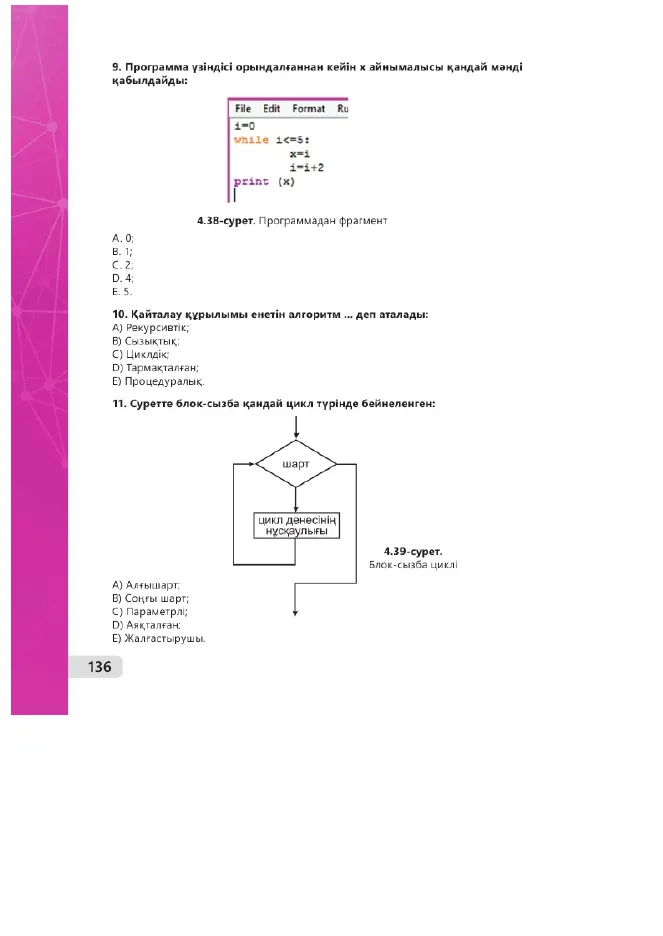 9. Программа үзіндісі орындалғаннан кейін х айнымалысы қандай мәнді
қабылдайды:
File Edit Format Ru
i=0
while i<=5:
x=i
i=i+2
print (x)
4.38-сурет. Программадан фрагмент
A. 0;
B. 1;
C. 2;
D. 4;
E. 5.
10. Қайталау құрылымы енетін алгоритм ... деп аталады:
A) Рекурсивтік;
B) Сызықтық;
C) Циклдік;
D) Тармақталған;
E) Процедуралық.
11. Суретте блок-сызба қандай цикл түрінде бейнеленген:
шарт
цикл денесінің
нұсқаулығы
4.39-сурет.
Блок-сызба циклі
A) Алғышарт;
B) Соңғы шарт;
C) Параметрлі;
D) Аяқталған;
E) Жалғастырушы.
136